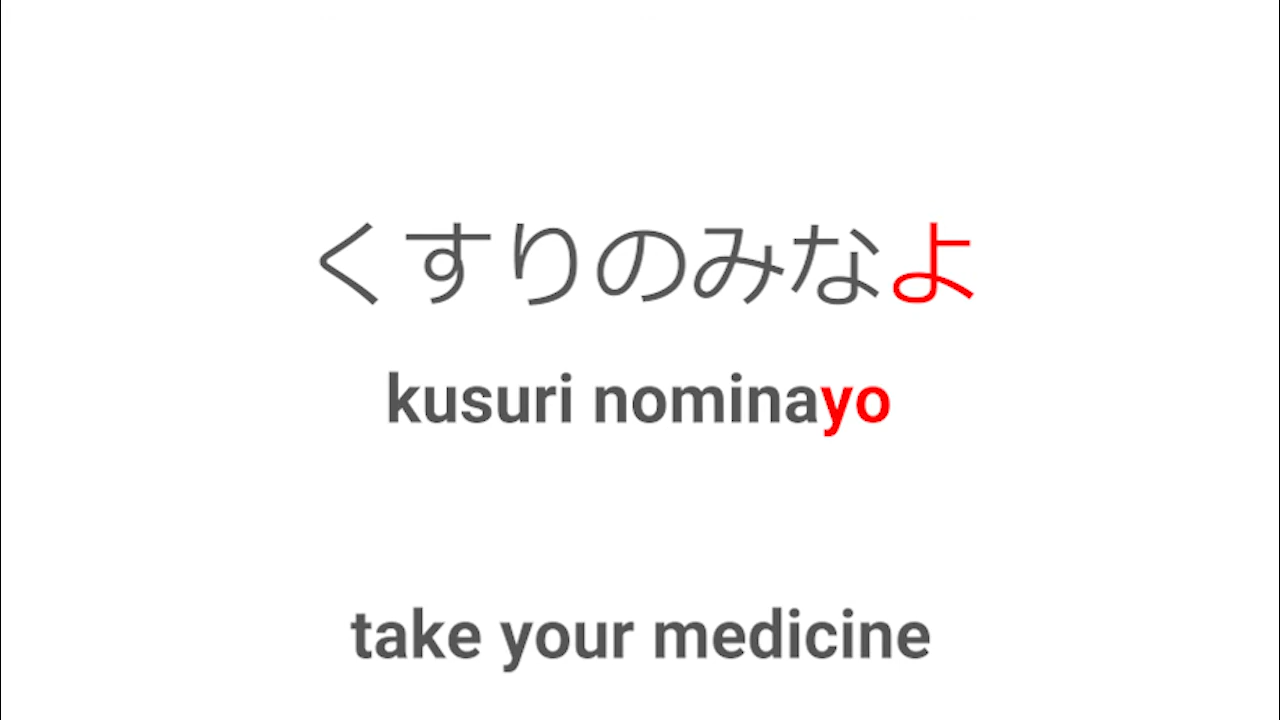 くすりのみなよ
kusuri nominayo
take your medicine